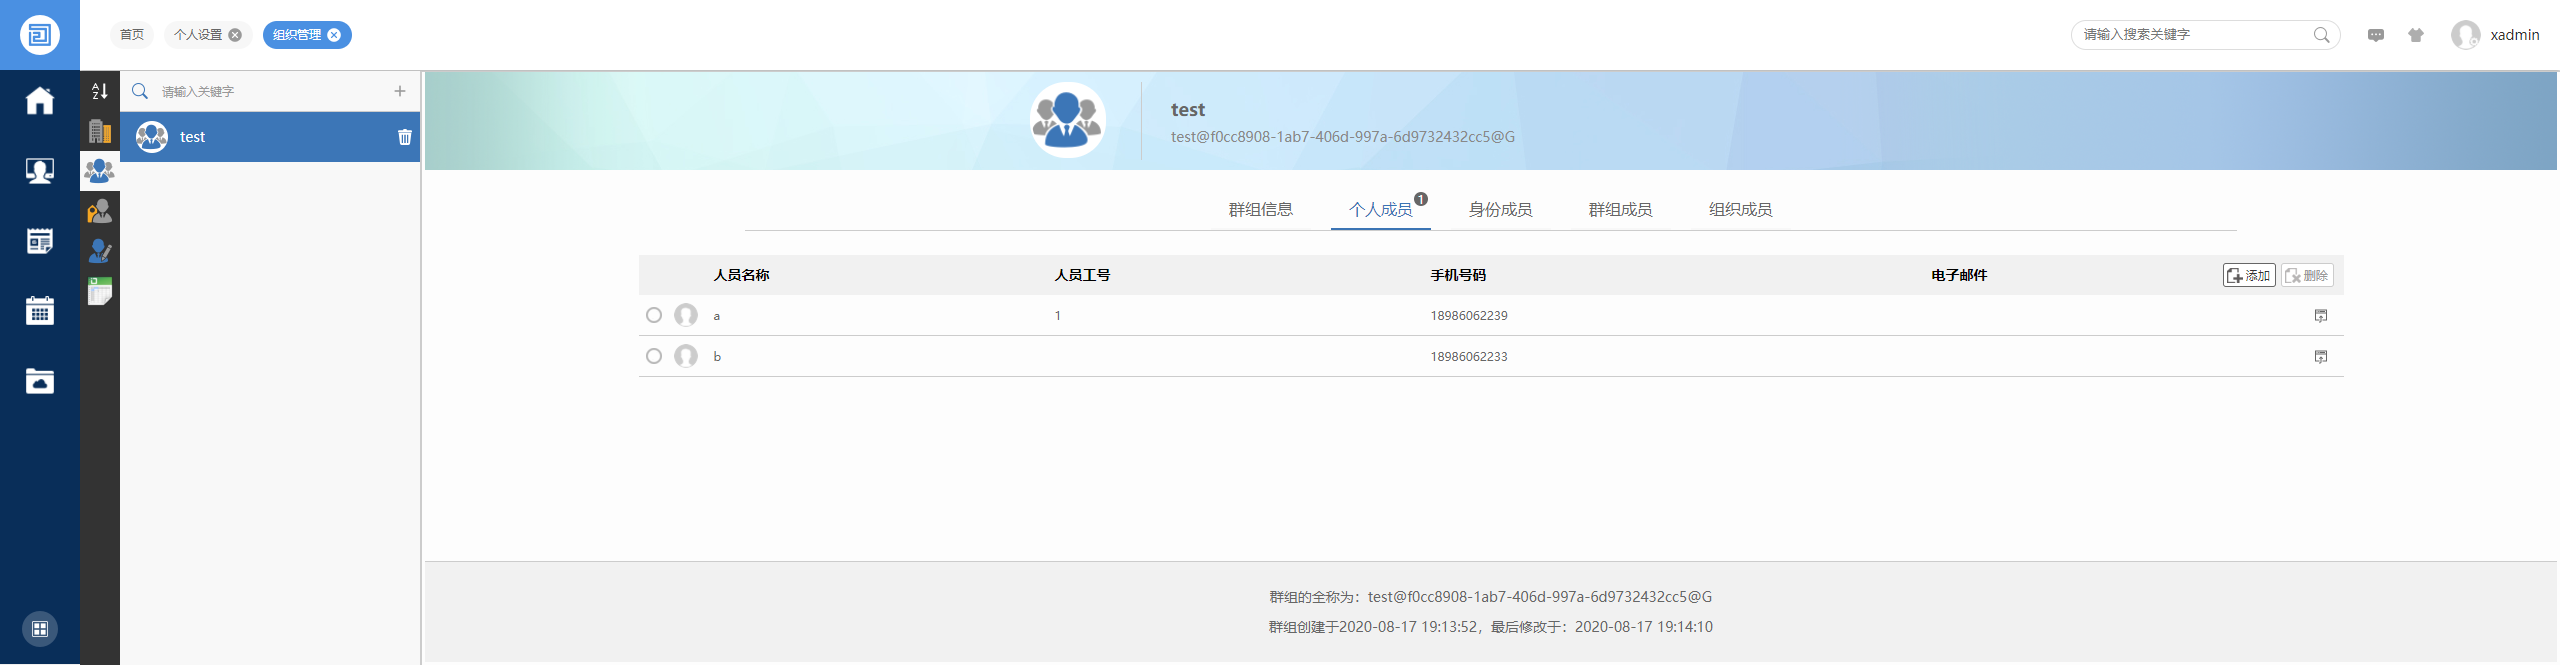 首页 个人设置 组织管理 请输入搜索关键字 xadmin
A Z 请输入关键字
test
test
test@f0cc8908-1ab7-406d-997a-6d9732432cc5@G
群组信息 个人成员 1 身份成员 群组成员 组织成员
人员名称 人员工号 手机号码 电子邮件 添加 删除
a 1 18986062239
b 18986062233
群组的全称为：test@f0cc8908-1ab7-406d-997a-6d9732432cc5@G
群组创建于2020-08-17 19:13:52，最后修改于：2020-08-17 19:14:10